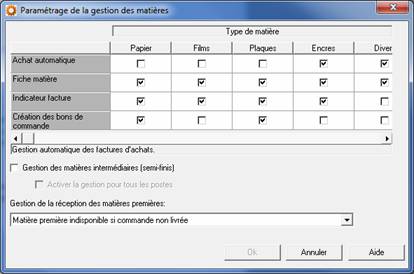 Paramétrage de la gestion des matières
Type de matière
Papier Films Plaques Encres Diver
Achat automatique
Fiche matière
Indicateur facture
Création des bons de
commande
Gestion automatique des factures d'achats.
Gestion des matières intermédiaires (semi-finis)
Activer la gestion pour tous les postes
Gestion de la réception des matières premières:
Matière première indisponible si commande non livrée
Ok Annuler Aide